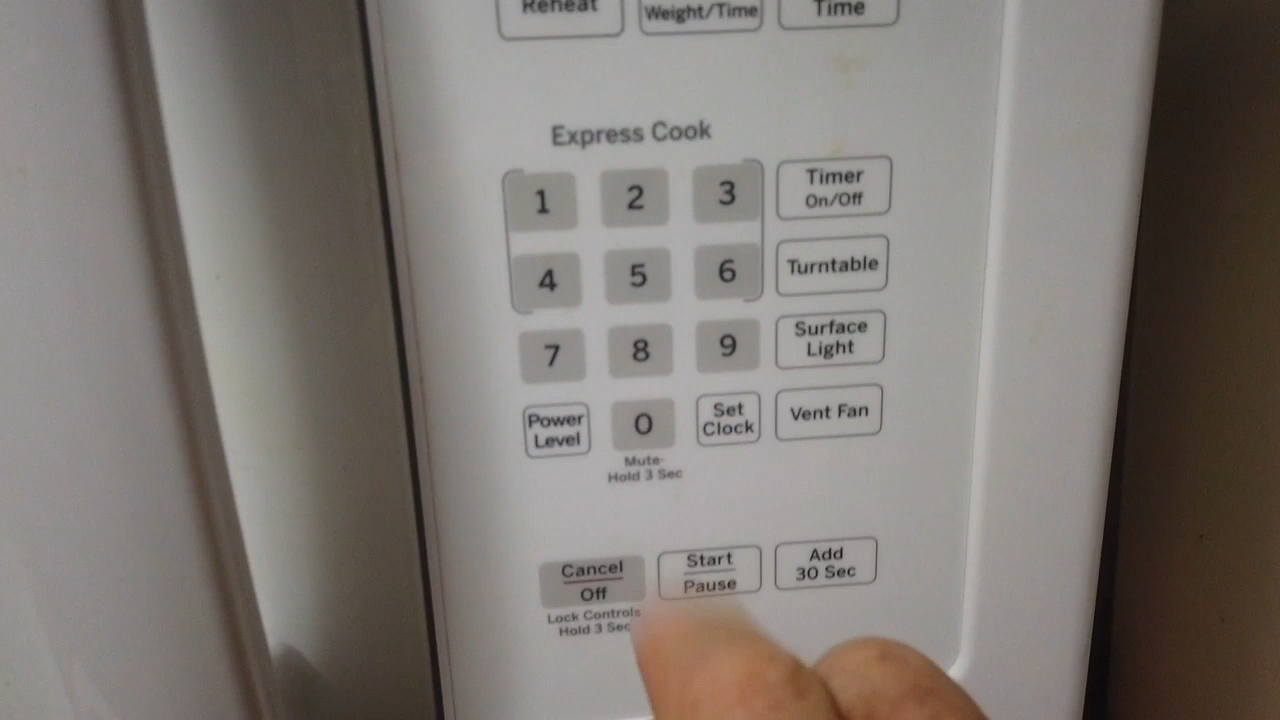 Reheat
Weight/Time
Time
Express Cook
1 2 3
Timer
On/Off
4 5 6
Turntable
7 8 9
Surface
Light
Power
Level
0
Set
Clock
Vent Fan
Mute-
Hold 3 Sec
Cancel
Off
Start
Pause
Add
30 Sec
Lock Controls
Hold 3 Sec